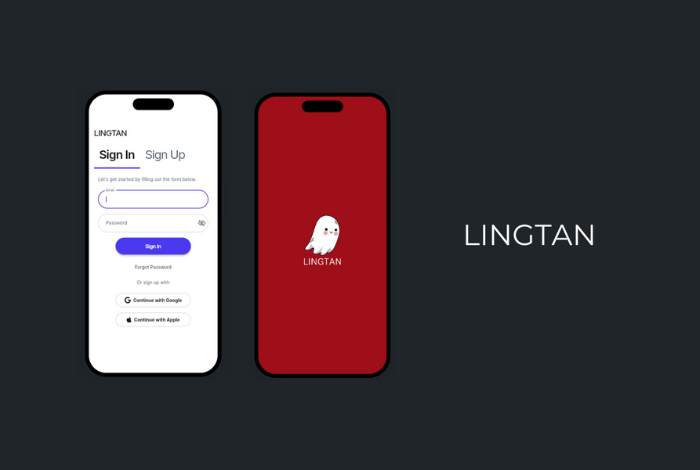 LINGTAN
Sign In Sign Up
Let's get started by filling out the form below.
Email
Password
Sign In
Forgot Password
Or sign up with
Continue with Google
Continue with Apple
LINGTAN
LINGTAN